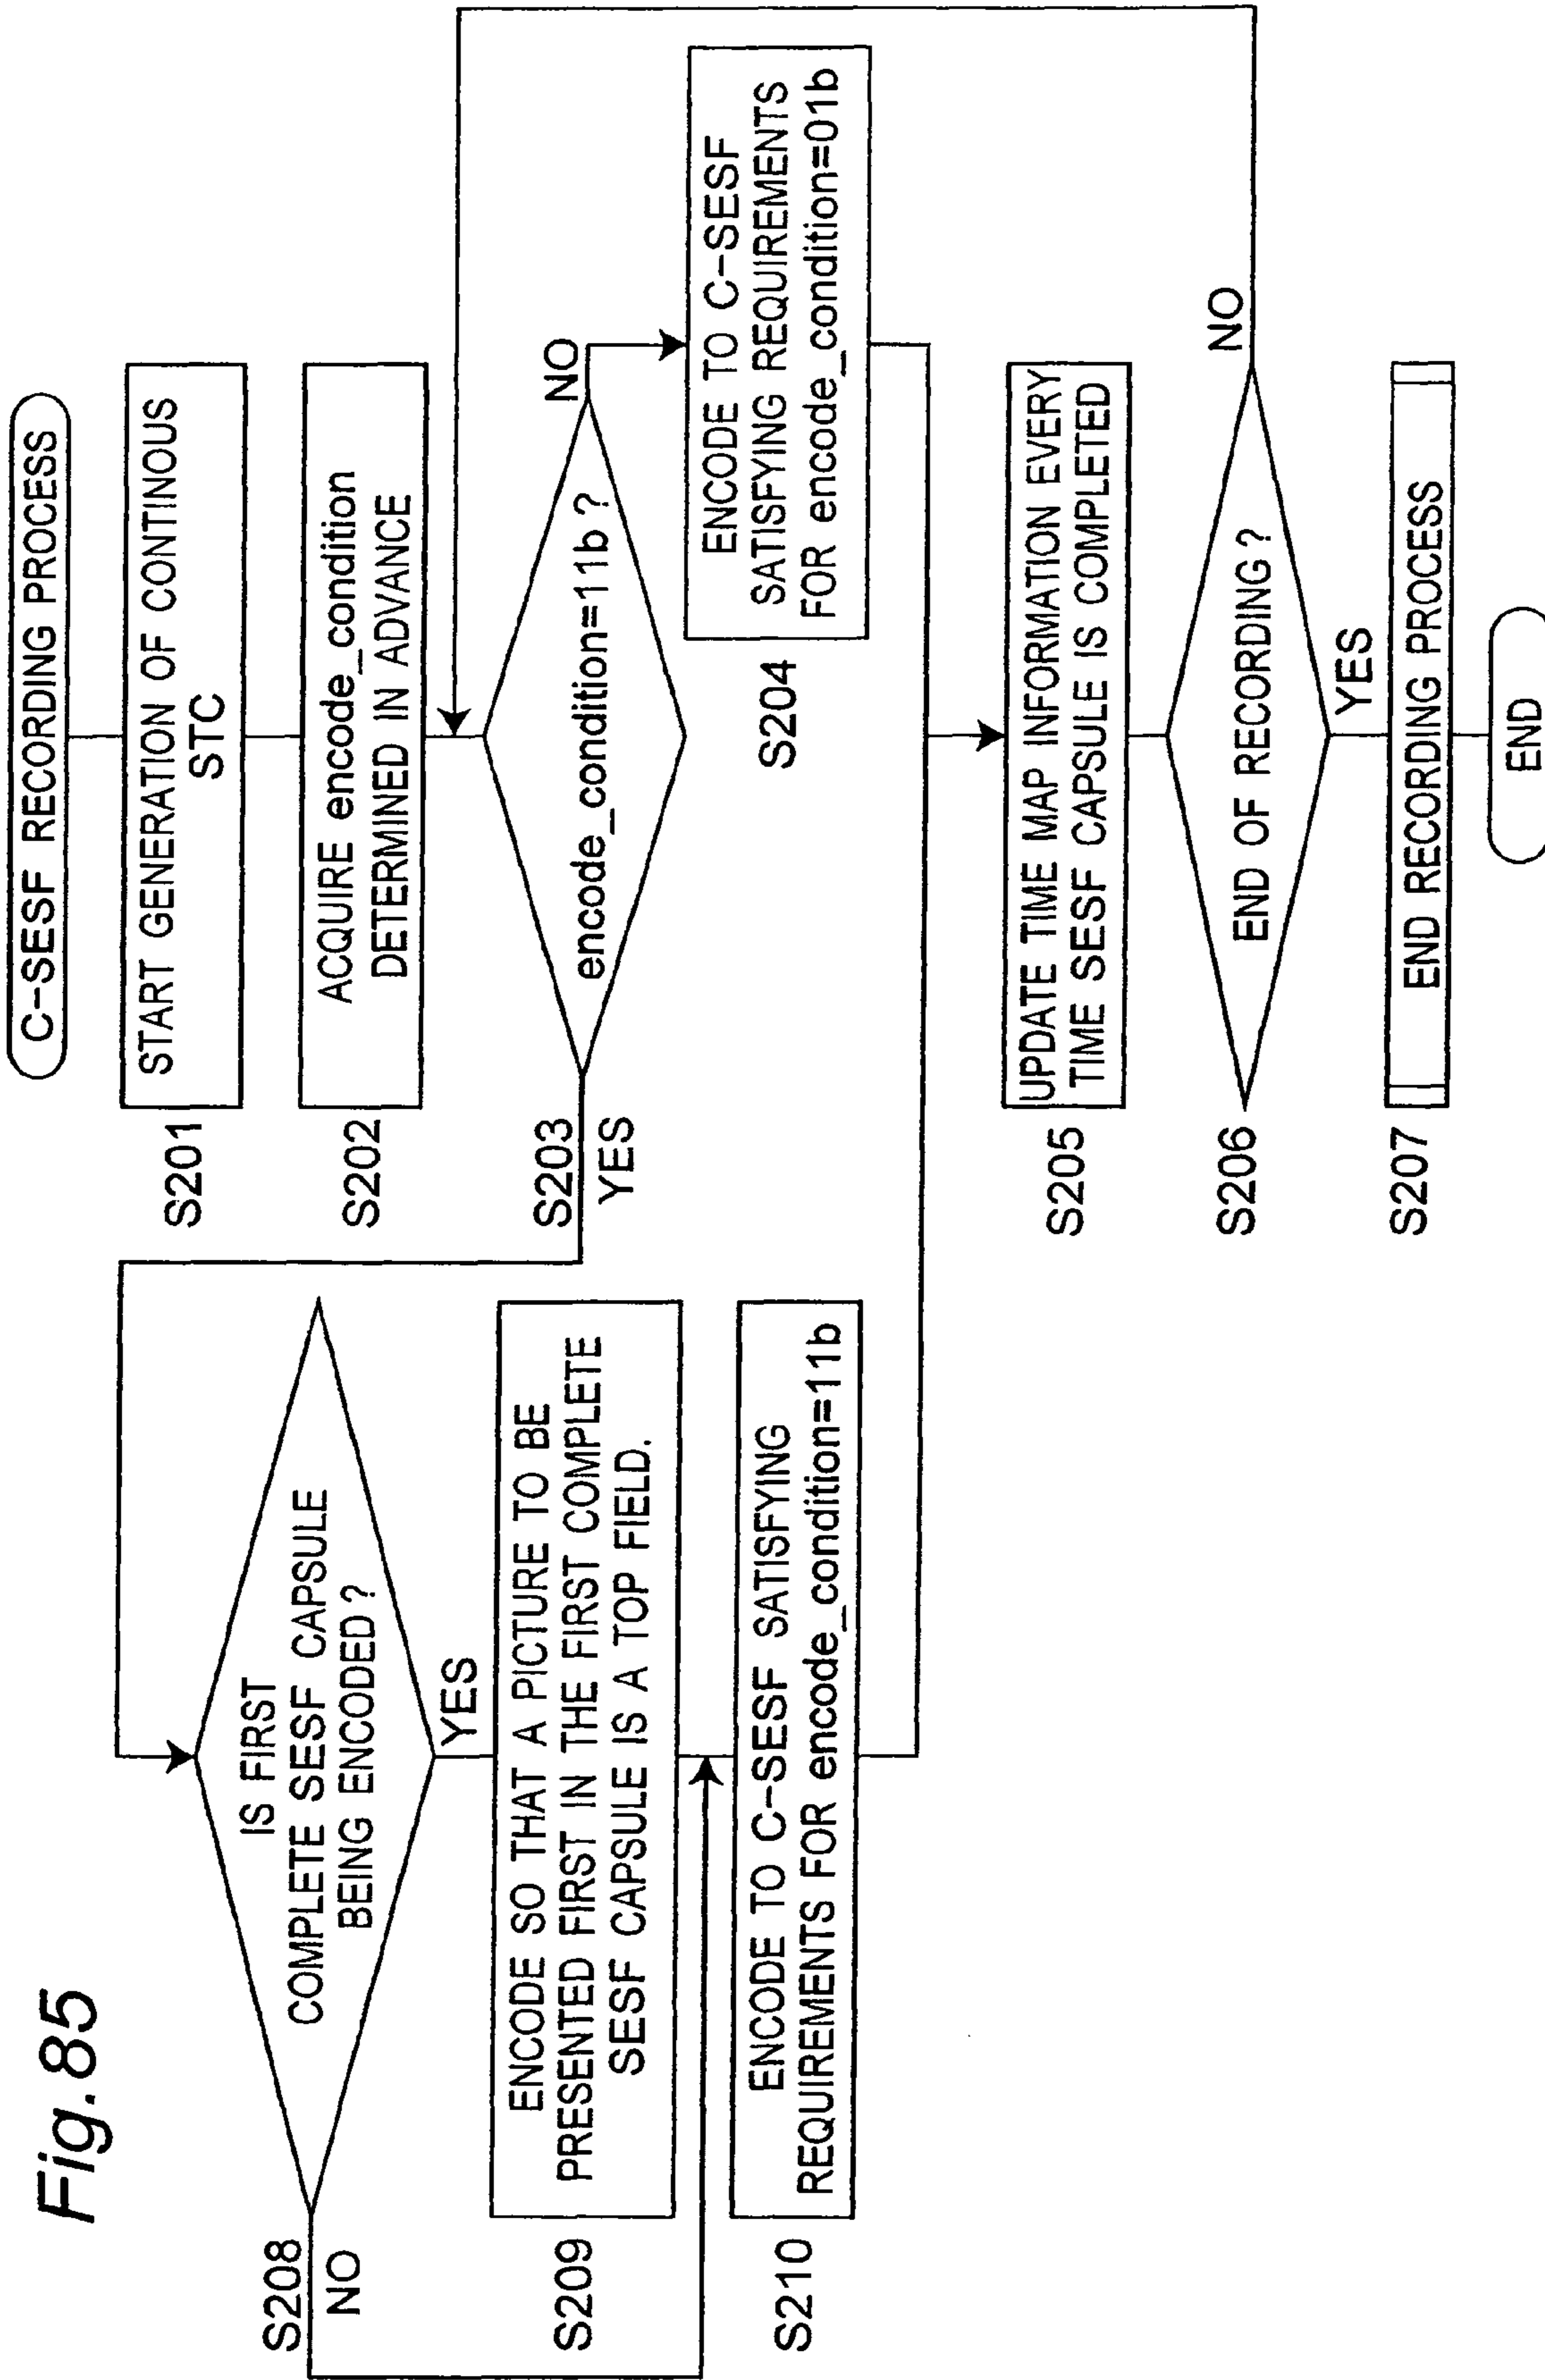 Fig.85
C-SESF RECORDING PROCESS
S201
START GENERATION OF CONTINOUS
STC
S202
ACQUIRE encode_condition
DETERMINED IN ADVANCE
S203
encode_condition=11b?
YES
NO
S204
ENCODE TO C-SESF
SATISFYING REQUIREMENTS
FOR encode_condition=01b
S205
UPDATE TIME MAP INFORMATION EVERY
TIME SESF CAPSULE IS COMPLETED
S206
END OF RECORDING?
NO
YES
S207
END RECORDING PROCESS
END
S208
IS FIRST
COMPLETE SESF CAPSULE
BEING ENCODED?
NO
YES
S209
ENCODE SO THAT A PICTURE TO BE
PRESENTED FIRST IN THE FIRST COMPLETE
SESF CAPSULE IS A TOP FIELD.
S210
ENCODE TO C-SESF SATISFYING
REQUIREMENTS FOR encode_condition=11b